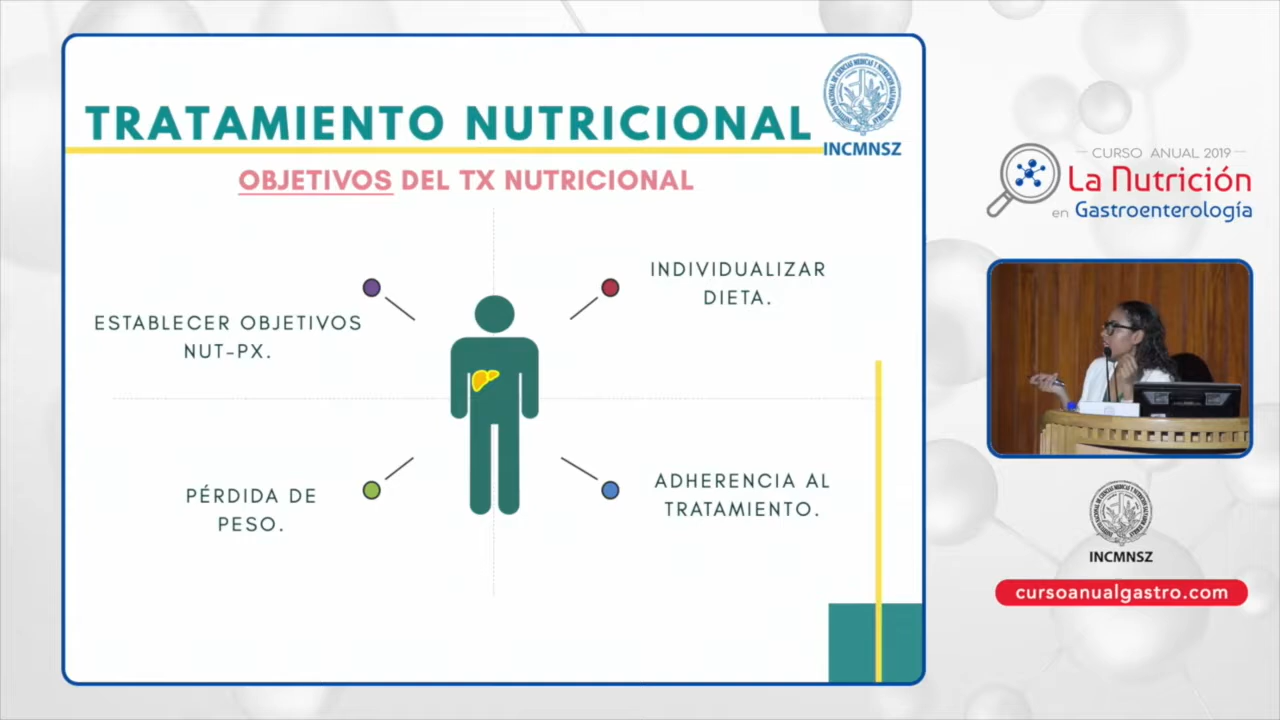 TRATAMIENTO NUTRICIONAL
INCMNSZ
OBJETIVOS DEL TX NUTRICIONAL
ESTABLECER OBJETIVOS
NUT-PX.
INDIVIDUALIZAR
DIETA.
PÉRDIDA DE
PESO.
ADHERENCIA AL
TRATAMIENTO.
CURSO ANUAL 2019
La Nutrición
en Gastroenterología
INCMNSZ
cursoanualgastro.com